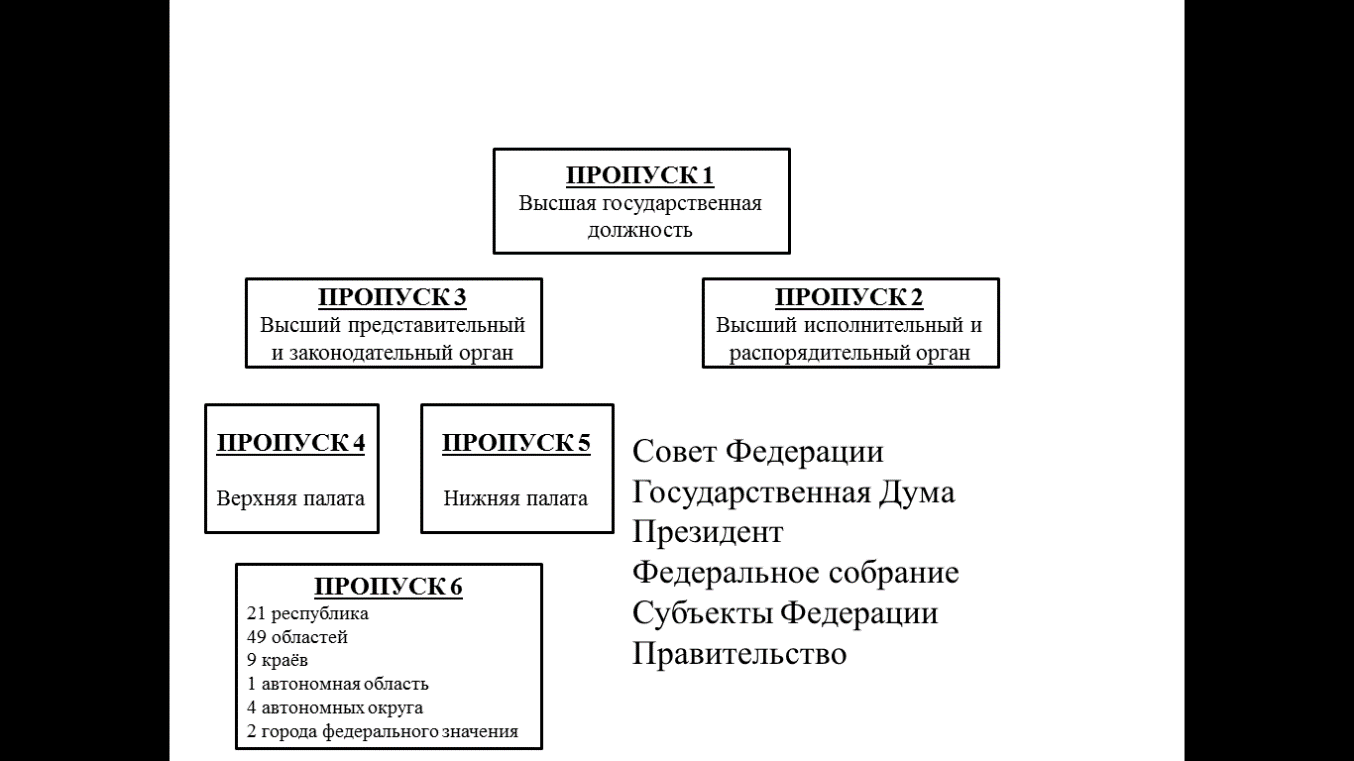 ПРОПУСК 1
Высшая государственная
должность
ПРОПУСК 3
Высший представительный
и законодательный орган
ПРОПУСК 2
Высший исполнительный и
распорядительный орган
ПРОПУСК 4
Верхняя палата
ПРОПУСК 5
Нижняя палата
Совет Федерации
Государственная Дума
Президент
Федеральное собрание
Субъекты Федерации
Правительство
ПРОПУСК 6
21 республика
49 областей
9 краёв
1 автономная область
4 автономных округа
2 города федерального значения